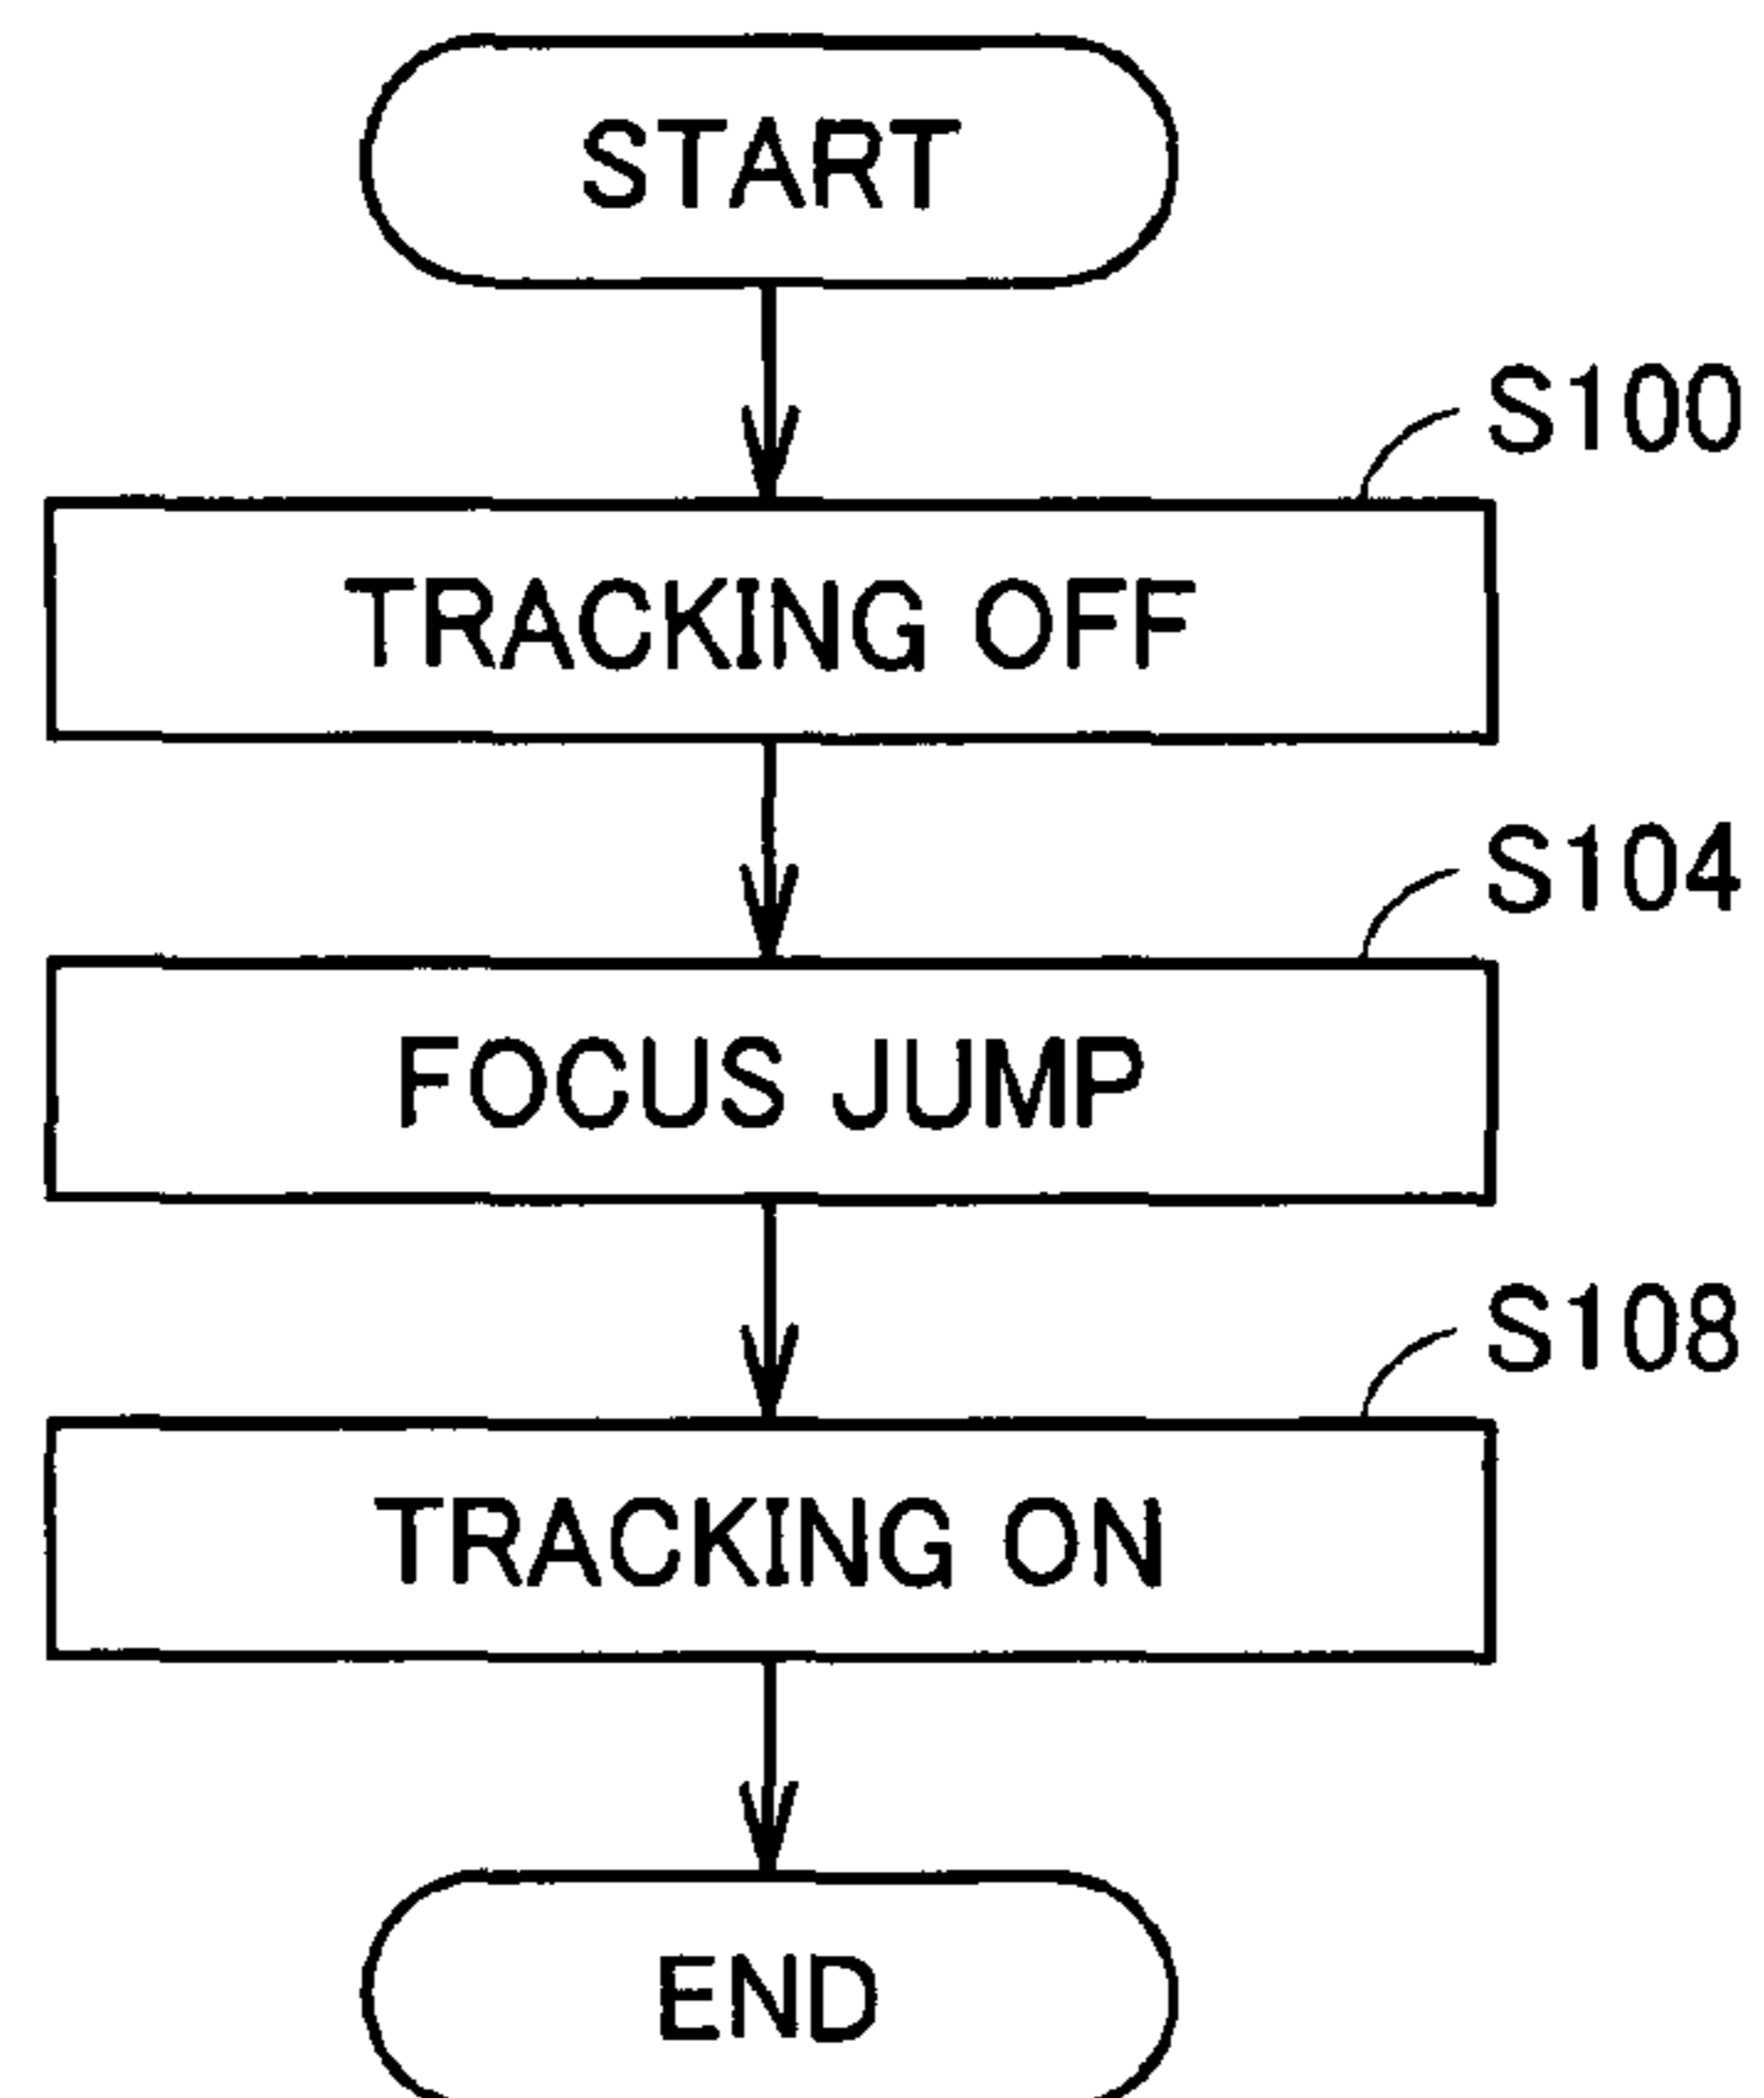 START
S100
TRACKING OFF
S104
FOCUS JUMP
S108
TRACKING ON
END